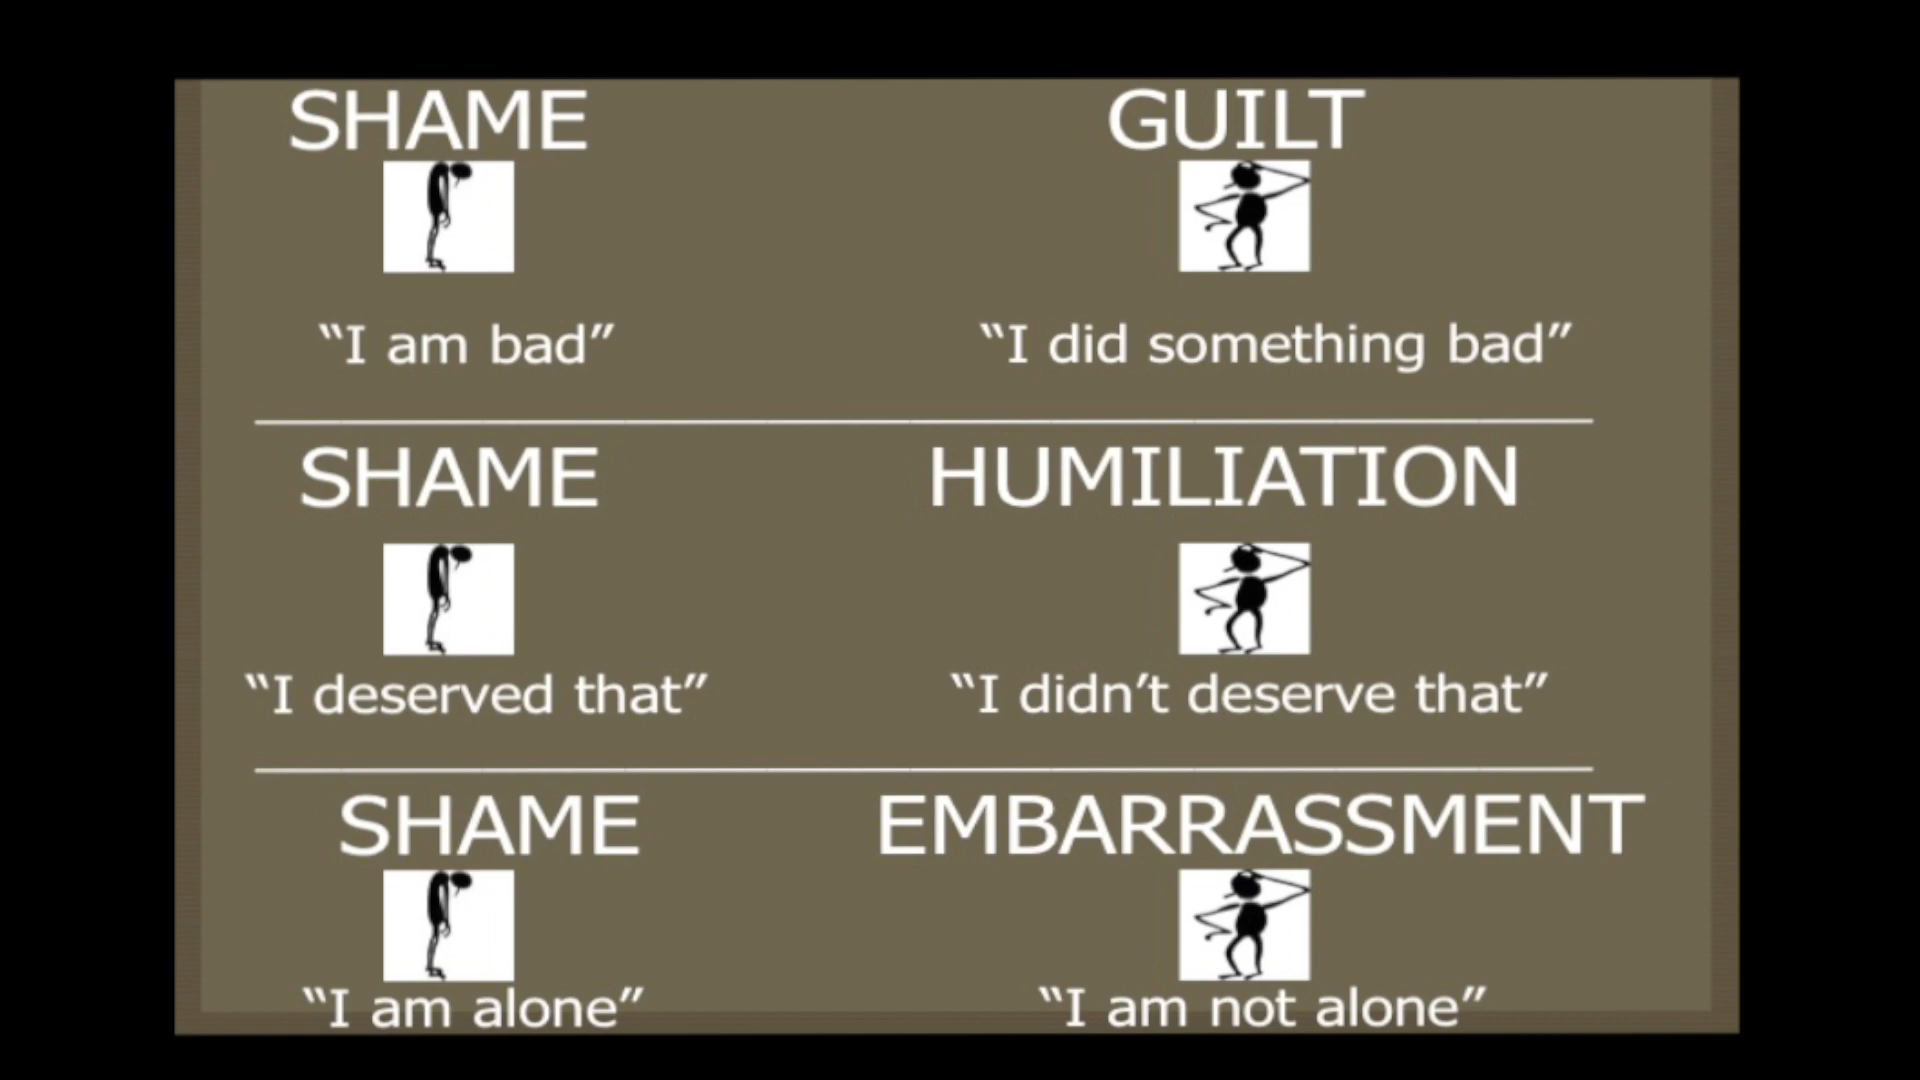 SHAME GUILT
“I am bad” “I did something bad”
SHAME HUMILIATION
“I deserved that” “I didn’t deserve that”
SHAME EMBARRASSMENT
“I am alone” “I am not alone”